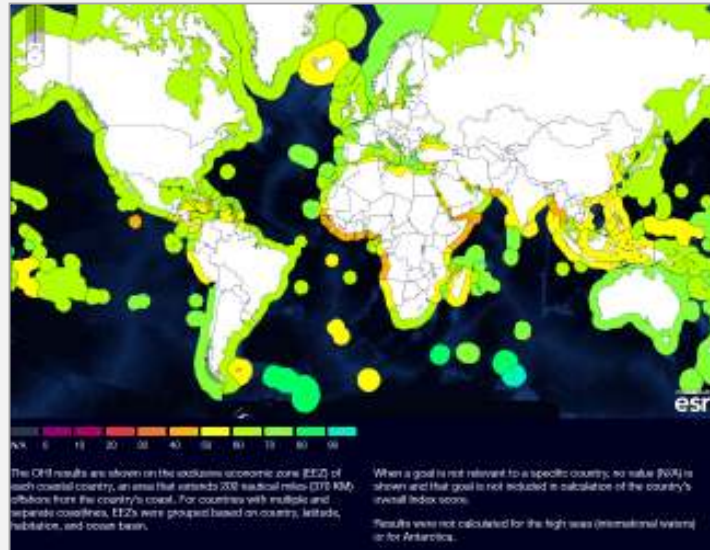 esri
N/A 0 10 20 30 40 50 60 70 80 90
The OHI results are shown on the exclusive economic zone (EEZ) of
each coastal country, an area that extends 200 nautical miles (370 KM)
offshore from the country's coast. For countries with multiple and
separate coastlines, EEZs were grouped based on country, latitude,
habitation, and ocean basin.
When a goal is not relevant to a specific country, no value (N/A) is
shown and that goal is not included in calculation of the country's
overall Index score.
Results were not calculated for the high seas (international waters)
or for Antarctica.